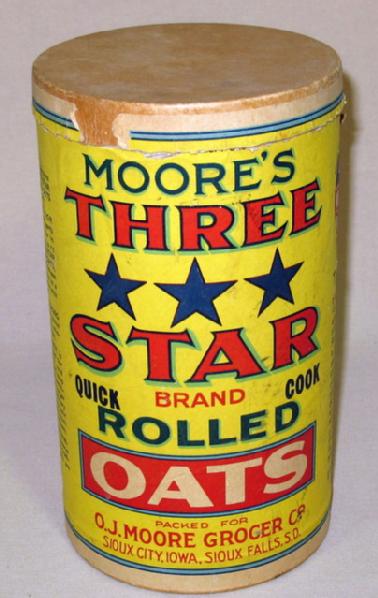 MOORE'S
THREE
STAR
QUICK BRAND COOK
ROLLED
OATS
PACKED FOR
O.J. MOORE GROCER CO.
SIOUX CITY, IOWA, SIOUX FALLS, S.D.